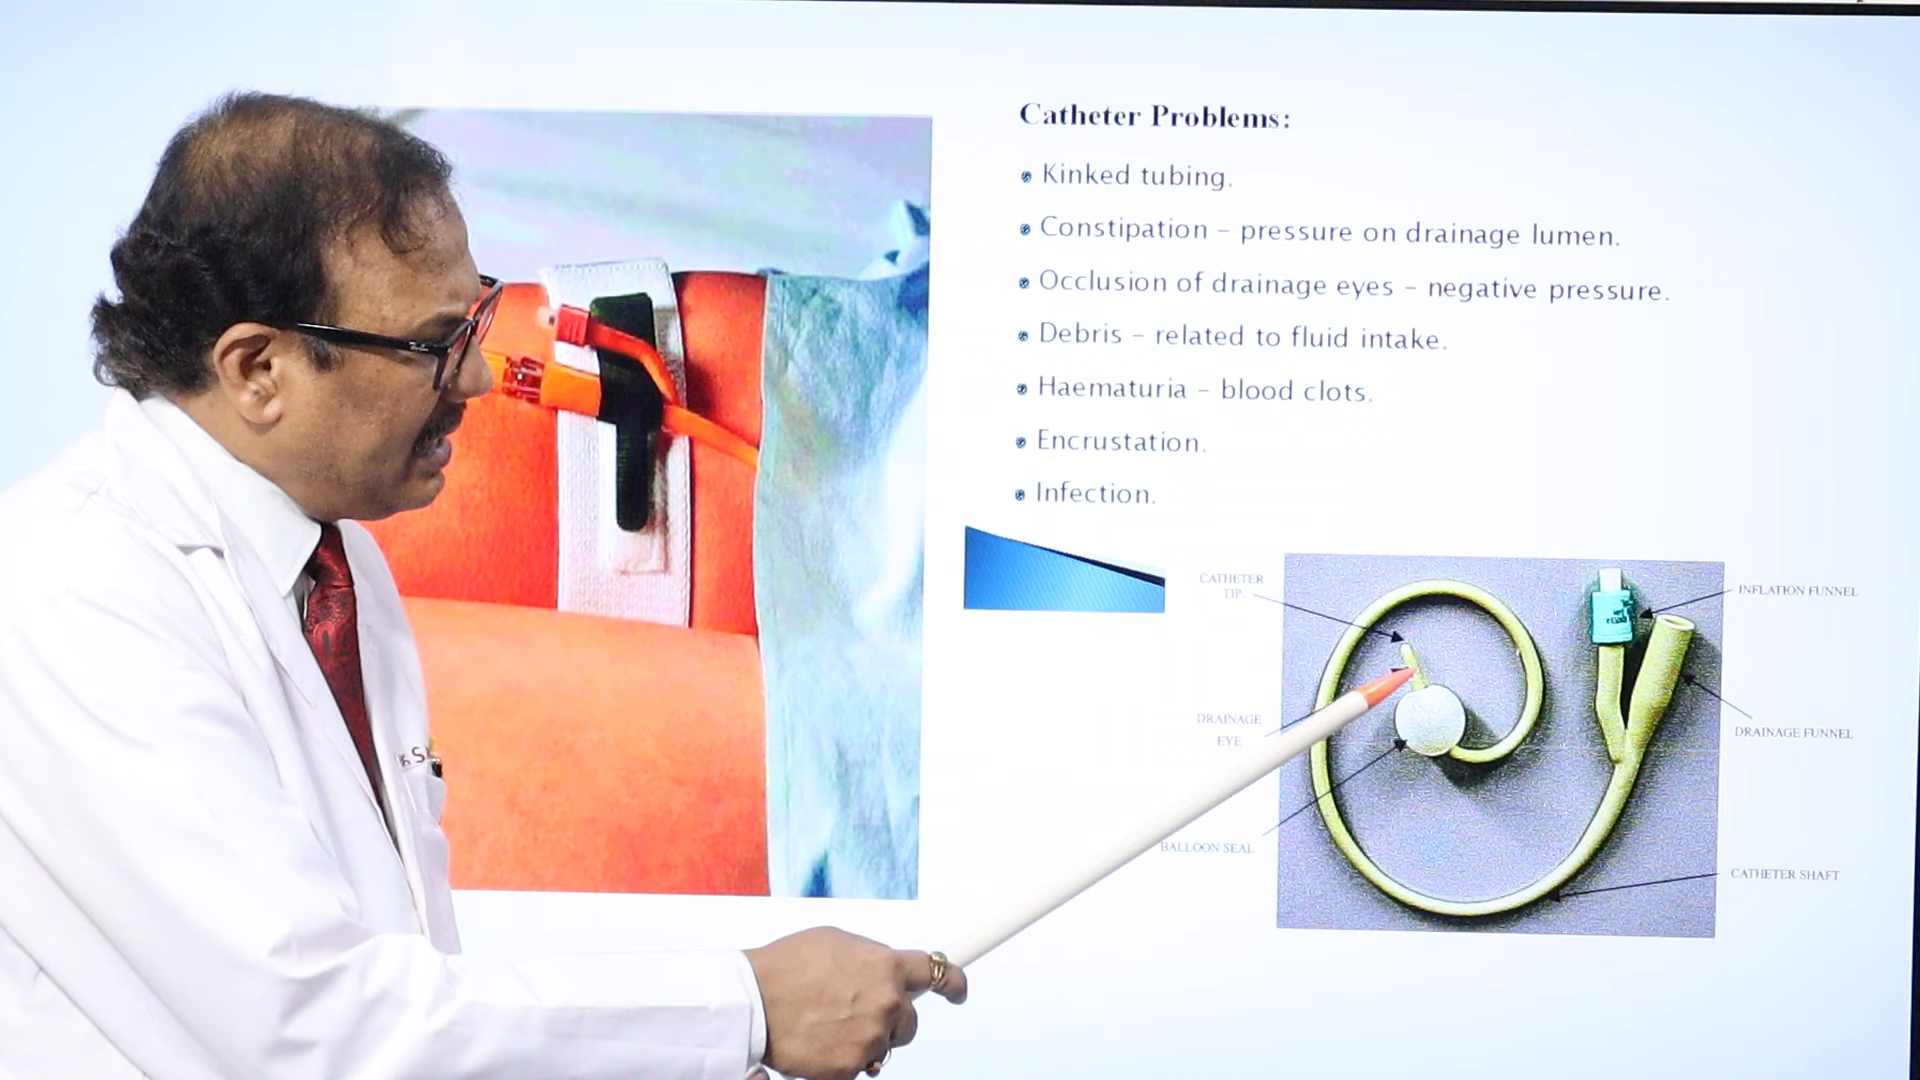 Catheter Problems:
Kinked tubing.
Constipation – pressure on drainage lumen.
Occlusion of drainage eyes – negative pressure.
Debris – related to fluid intake.
Haematuria – blood clots.
Encrustation.
Infection.
CATHETER
TIP
INFLATION FUNNEL
DRAINAGE
EYE
DRAINAGE FUNNEL
BALLOON SEAL
CATHETER SHAFT